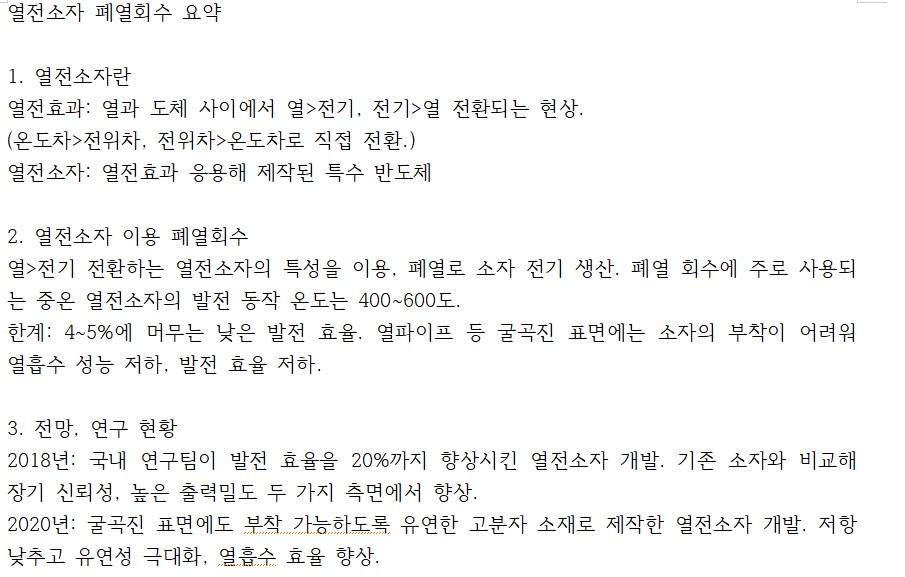 열전소자 폐열회수 요약
1. 열전소자란
열전효과: 열과 도체 사이에서 열>전기, 전기>열 전환되는 현상.
(온도차>전위차, 전위차>온도차로 직접 전환.)
열전소자: 열전효과 응용해 제작된 특수 반도체
2. 열전소자 이용 폐열회수
열>전기 전환하는 열전소자의 특성을 이용, 폐열로 소자 전기 생산. 폐열 회수에 주로 사용되
는 중온 열전소자의 발전 동작 온도는 400~600도.
한계: 4~5%에 머무는 낮은 발전 효율. 열파이프 등 굴곡진 표면에는 소자의 부착이 어려워
열흡수 성능 저하, 발전 효율 저하.
3. 전망, 연구 현황
2018년: 국내 연구팀이 발전 효율을 20%까지 향상시킨 열전소자 개발. 기존 소자와 비교해
장기 신뢰성, 높은 출력밀도 두 가지 측면에서 향상.
2020년: 굴곡진 표면에도 부착 가능하도록 유연한 고분자 소재로 제작한 열전소자 개발. 저항
낮추고 유연성 극대화, 열흡수 효율 향상.